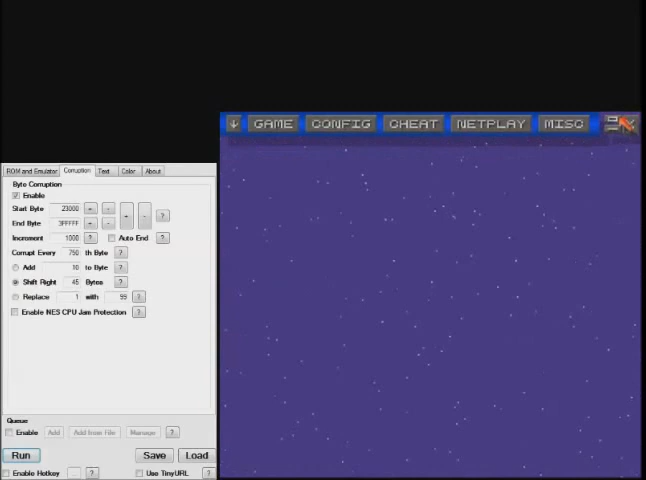 ↓ GAME CONFIG CHEAT NETPLAY MISC
ROM and Emulator Corruption Text Color About
Byte Corruption
Enable
Start Byte 23000 + - + - ?
End Byte 3FFFFF + -
Increment 1000 ? Auto End ?
Corrupt Every 750 th Byte ?
Add 10 to Byte ?
Shift Right 45 Bytes ?
Replace 1 with 99 ?
Enable NES CPU Jam Protection ?
Queue
Enable Add Add from File Manage ?
Run Save Load
Enable Hotkey ... ? Use TinyURL ?